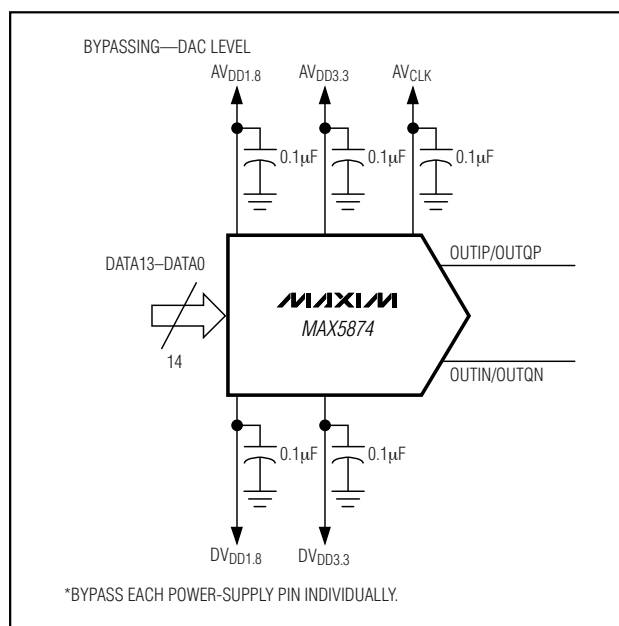 BYPASSING—DAC LEVEL
AVDD1.8 AVDD3.3 AVCLK
0.1µF 0.1µF 0.1µF
DATA13–DATA0
OUTIP/OUTQP
MAXIM
MAX5874
14
OUTIN/OUTQN
0.1µF 0.1µF
DVDD1.8 DVDD3.3
*BYPASS EACH POWER-SUPPLY PIN INDIVIDUALLY.